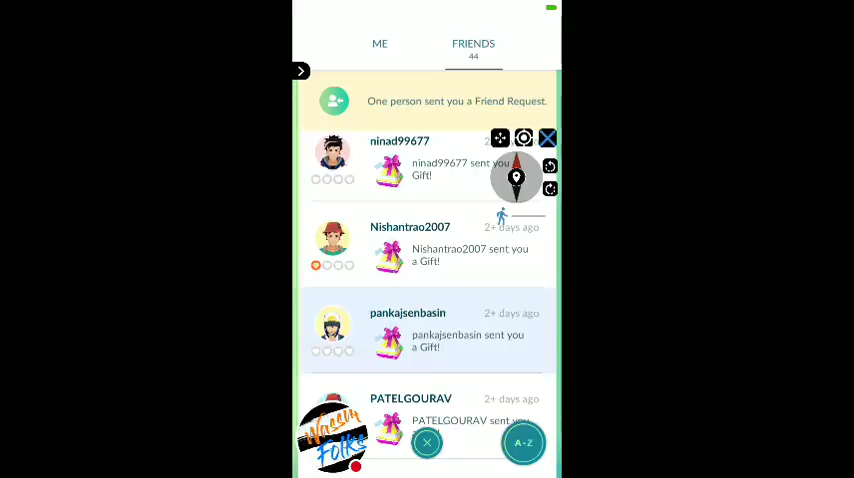 ME
FRIENDS
44
One person sent you a Friend Request.
ninad99677
ninad99677 sent you
Gift!
Nishantrao2007
2+ days ago
Nishantrao2007 sent you
a Gift!
pankajsenbasin
2+ days ago
pankajsenbasin sent you
a Gift!
PATELGOURAV
2+ days ago
PATELGOURAV sent you
Wassup
Folks
A-Z